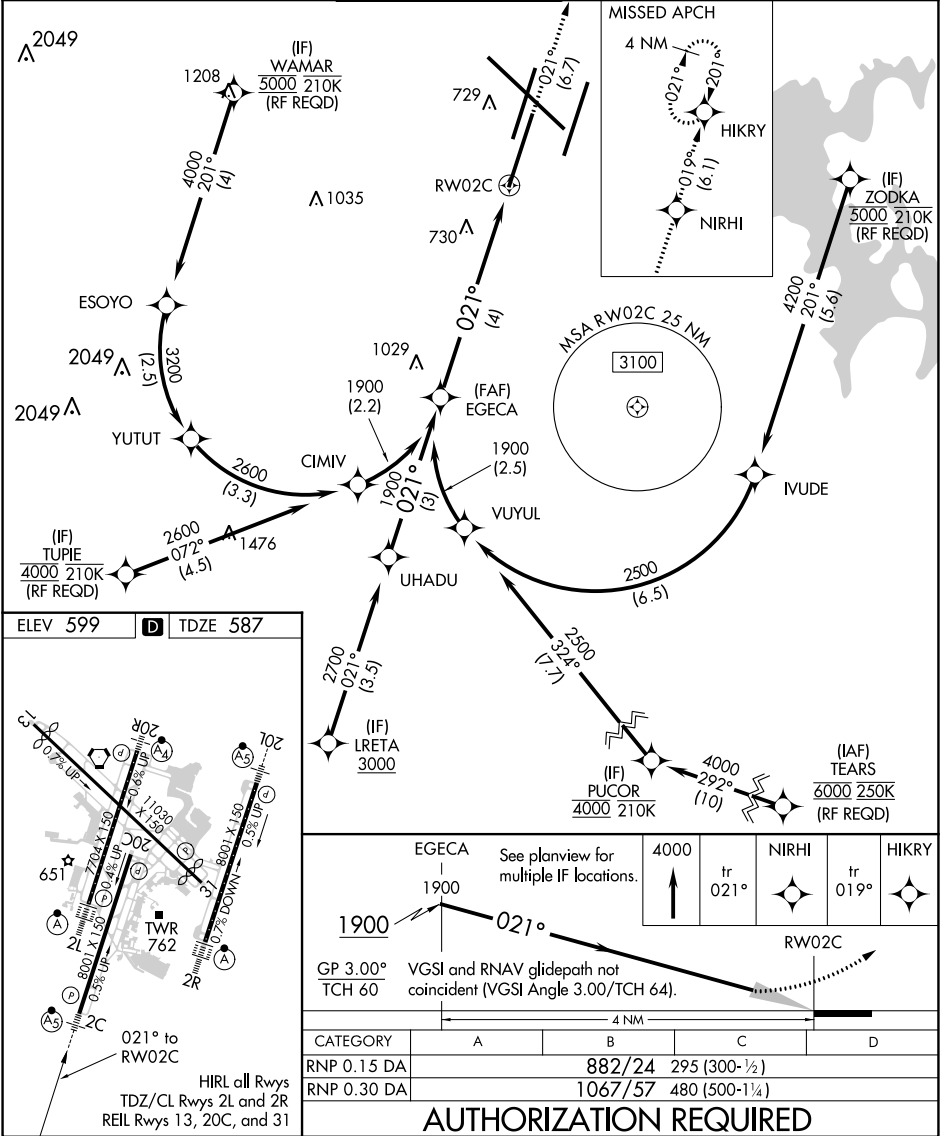 2049
1208
(IF)
WAMAR
5000 210K
(RF REQD)
729
021°
(6.7)
MISSED APCH
4 NM
021°
201°
HIKRY
019°
(6.1)
NIRHI
4000
201°
(4)
1035
RW02C
730
(IF)
ZODKA
5000 210K
(RF REQD)
ESOYO
021°
(4)
4200
201°
(5.6)
MSA RW02C 25 NM
3100
2049
3200
(2.5)
1029
2049
1900
(2.2)
(FAF)
EGECA
YUTUT
2600
(3.3)
CIMIV
1900
021°
(3)
1900
(2.5)
IVUDE
VUYUL
(IF)
TUPIE
4000 210K
(RF REQD)
2600
072°
(4.5)
1476
UHADU
2500
(6.5)
2700
021°
(3.5)
2500
324°
(7.7)
(IF)
LRETA
3000
(IF)
PUCOR
4000 210K
4000
292°
(10)
(IAF)
TEARS
6000 250K
(RF REQD)
ELEV 599
D
TDZE 587
13
0.7% UP
20R
P
A4
0.6% UP
A5
20L
P
1030
X 150
7704 X 150
20C
0.4% UP
P
8001 X 150
0.5% UP
31
651
P
A
2L
TWR
762
0.7% DOWN
A
2R
8001 X 150
0.5% UP
P
A5
2C
021° to
RW02C
HIRL all Rwys
TDZ/CL Rwys 2L and 2R
REIL Rwys 13, 20C, and 31
EGECA
See planview for
multiple IF locations.
4000
tr
021°
NIRHI
tr
019°
HIKRY
1900
1900
021°
RW02C
GP 3.00°
TCH 60
VGSI and RNAV glidepath not
coincident (VGSI Angle 3.00/TCH 64).
4 NM
CATEGORY A B C D
RNP 0.15 DA 882/24 295 (300-½)
RNP 0.30 DA 1067/57 480 (500-1¼)
AUTHORIZATION REQUIRED